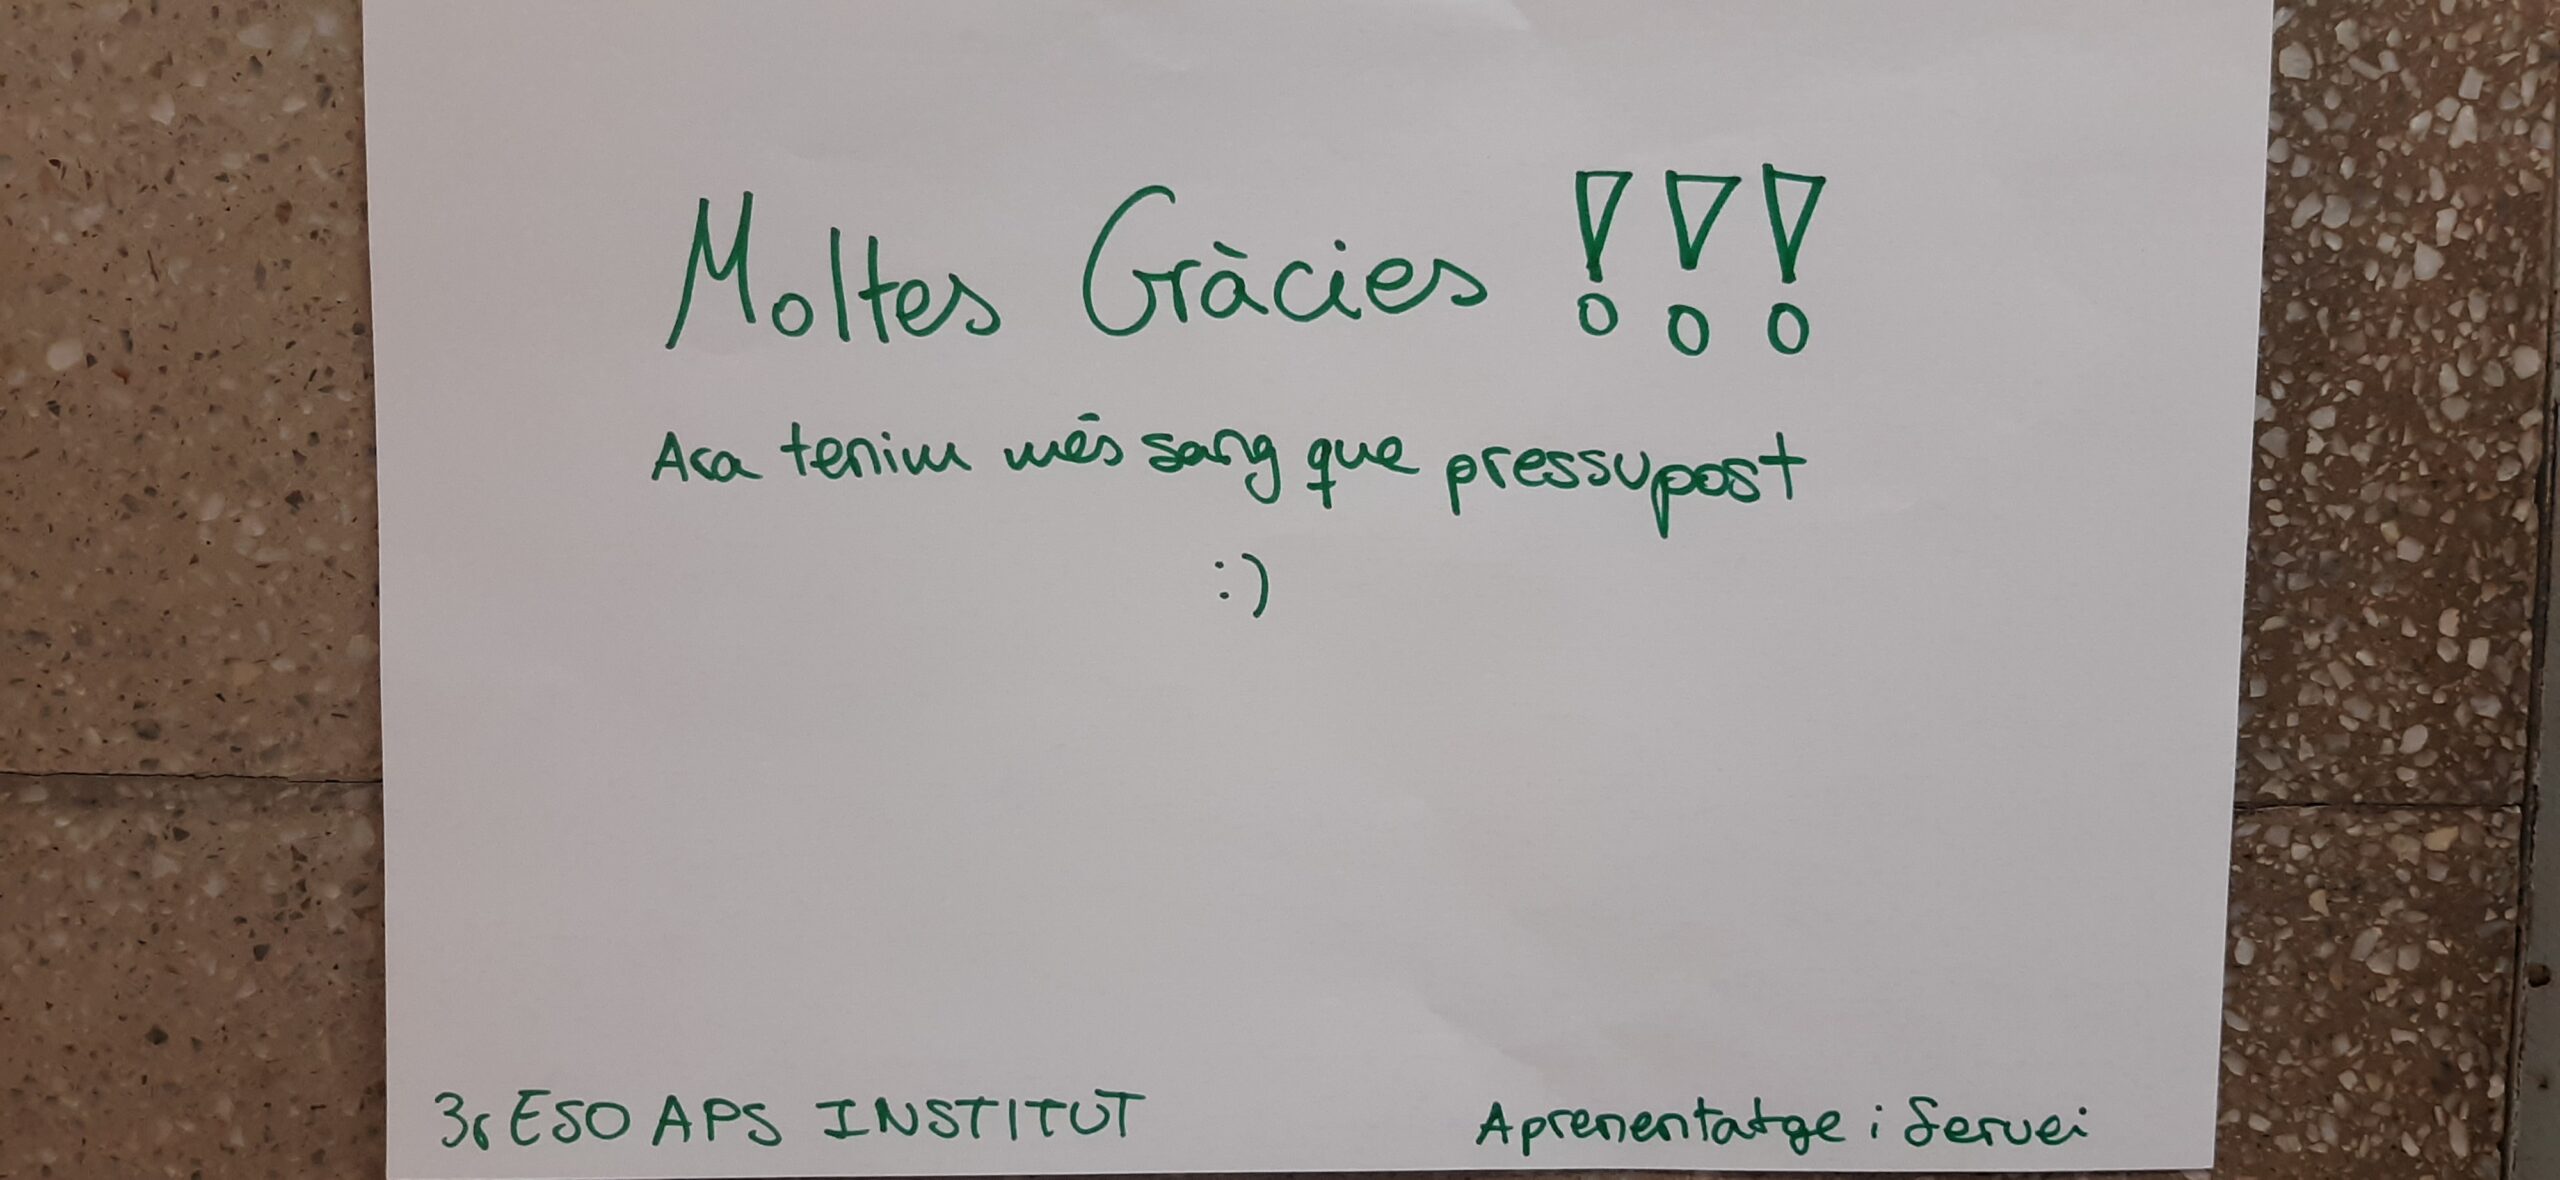 Moltes Gràcies !!!
Aca tenim més sang que pressupost
:)
3r ESO APS INSTITUT
Aprenentatge i Servei